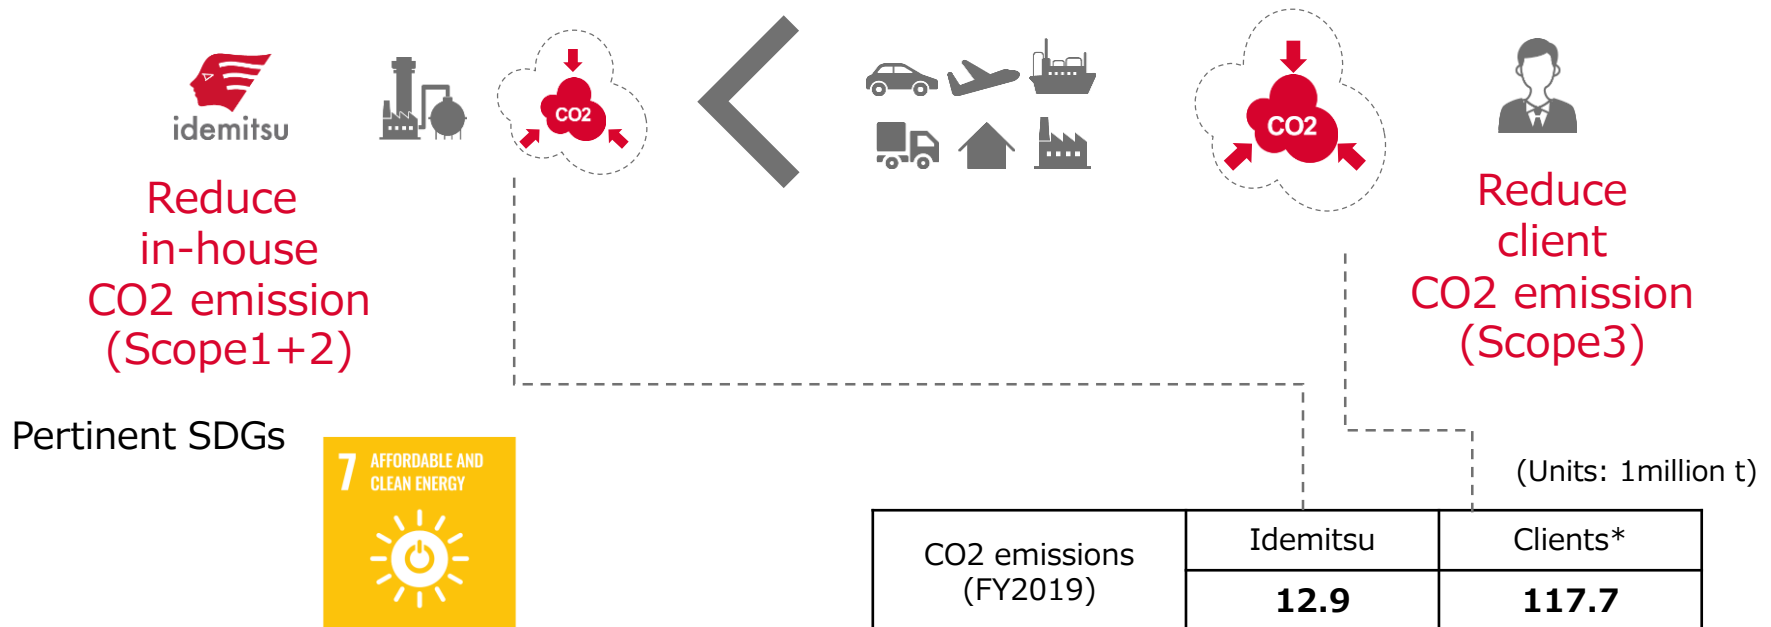 idemitsu
CO2
CO2
Reduce
in-house
CO2 emission
(Scope1+2)
Reduce
client
CO2 emission
(Scope3)
Pertinent SDGs
7 AFFORDABLE AND
CLEAN ENERGY
(Units: 1million t)
CO2 emissions
(FY2019)
Idemitsu
Clients*
12.9
117.7